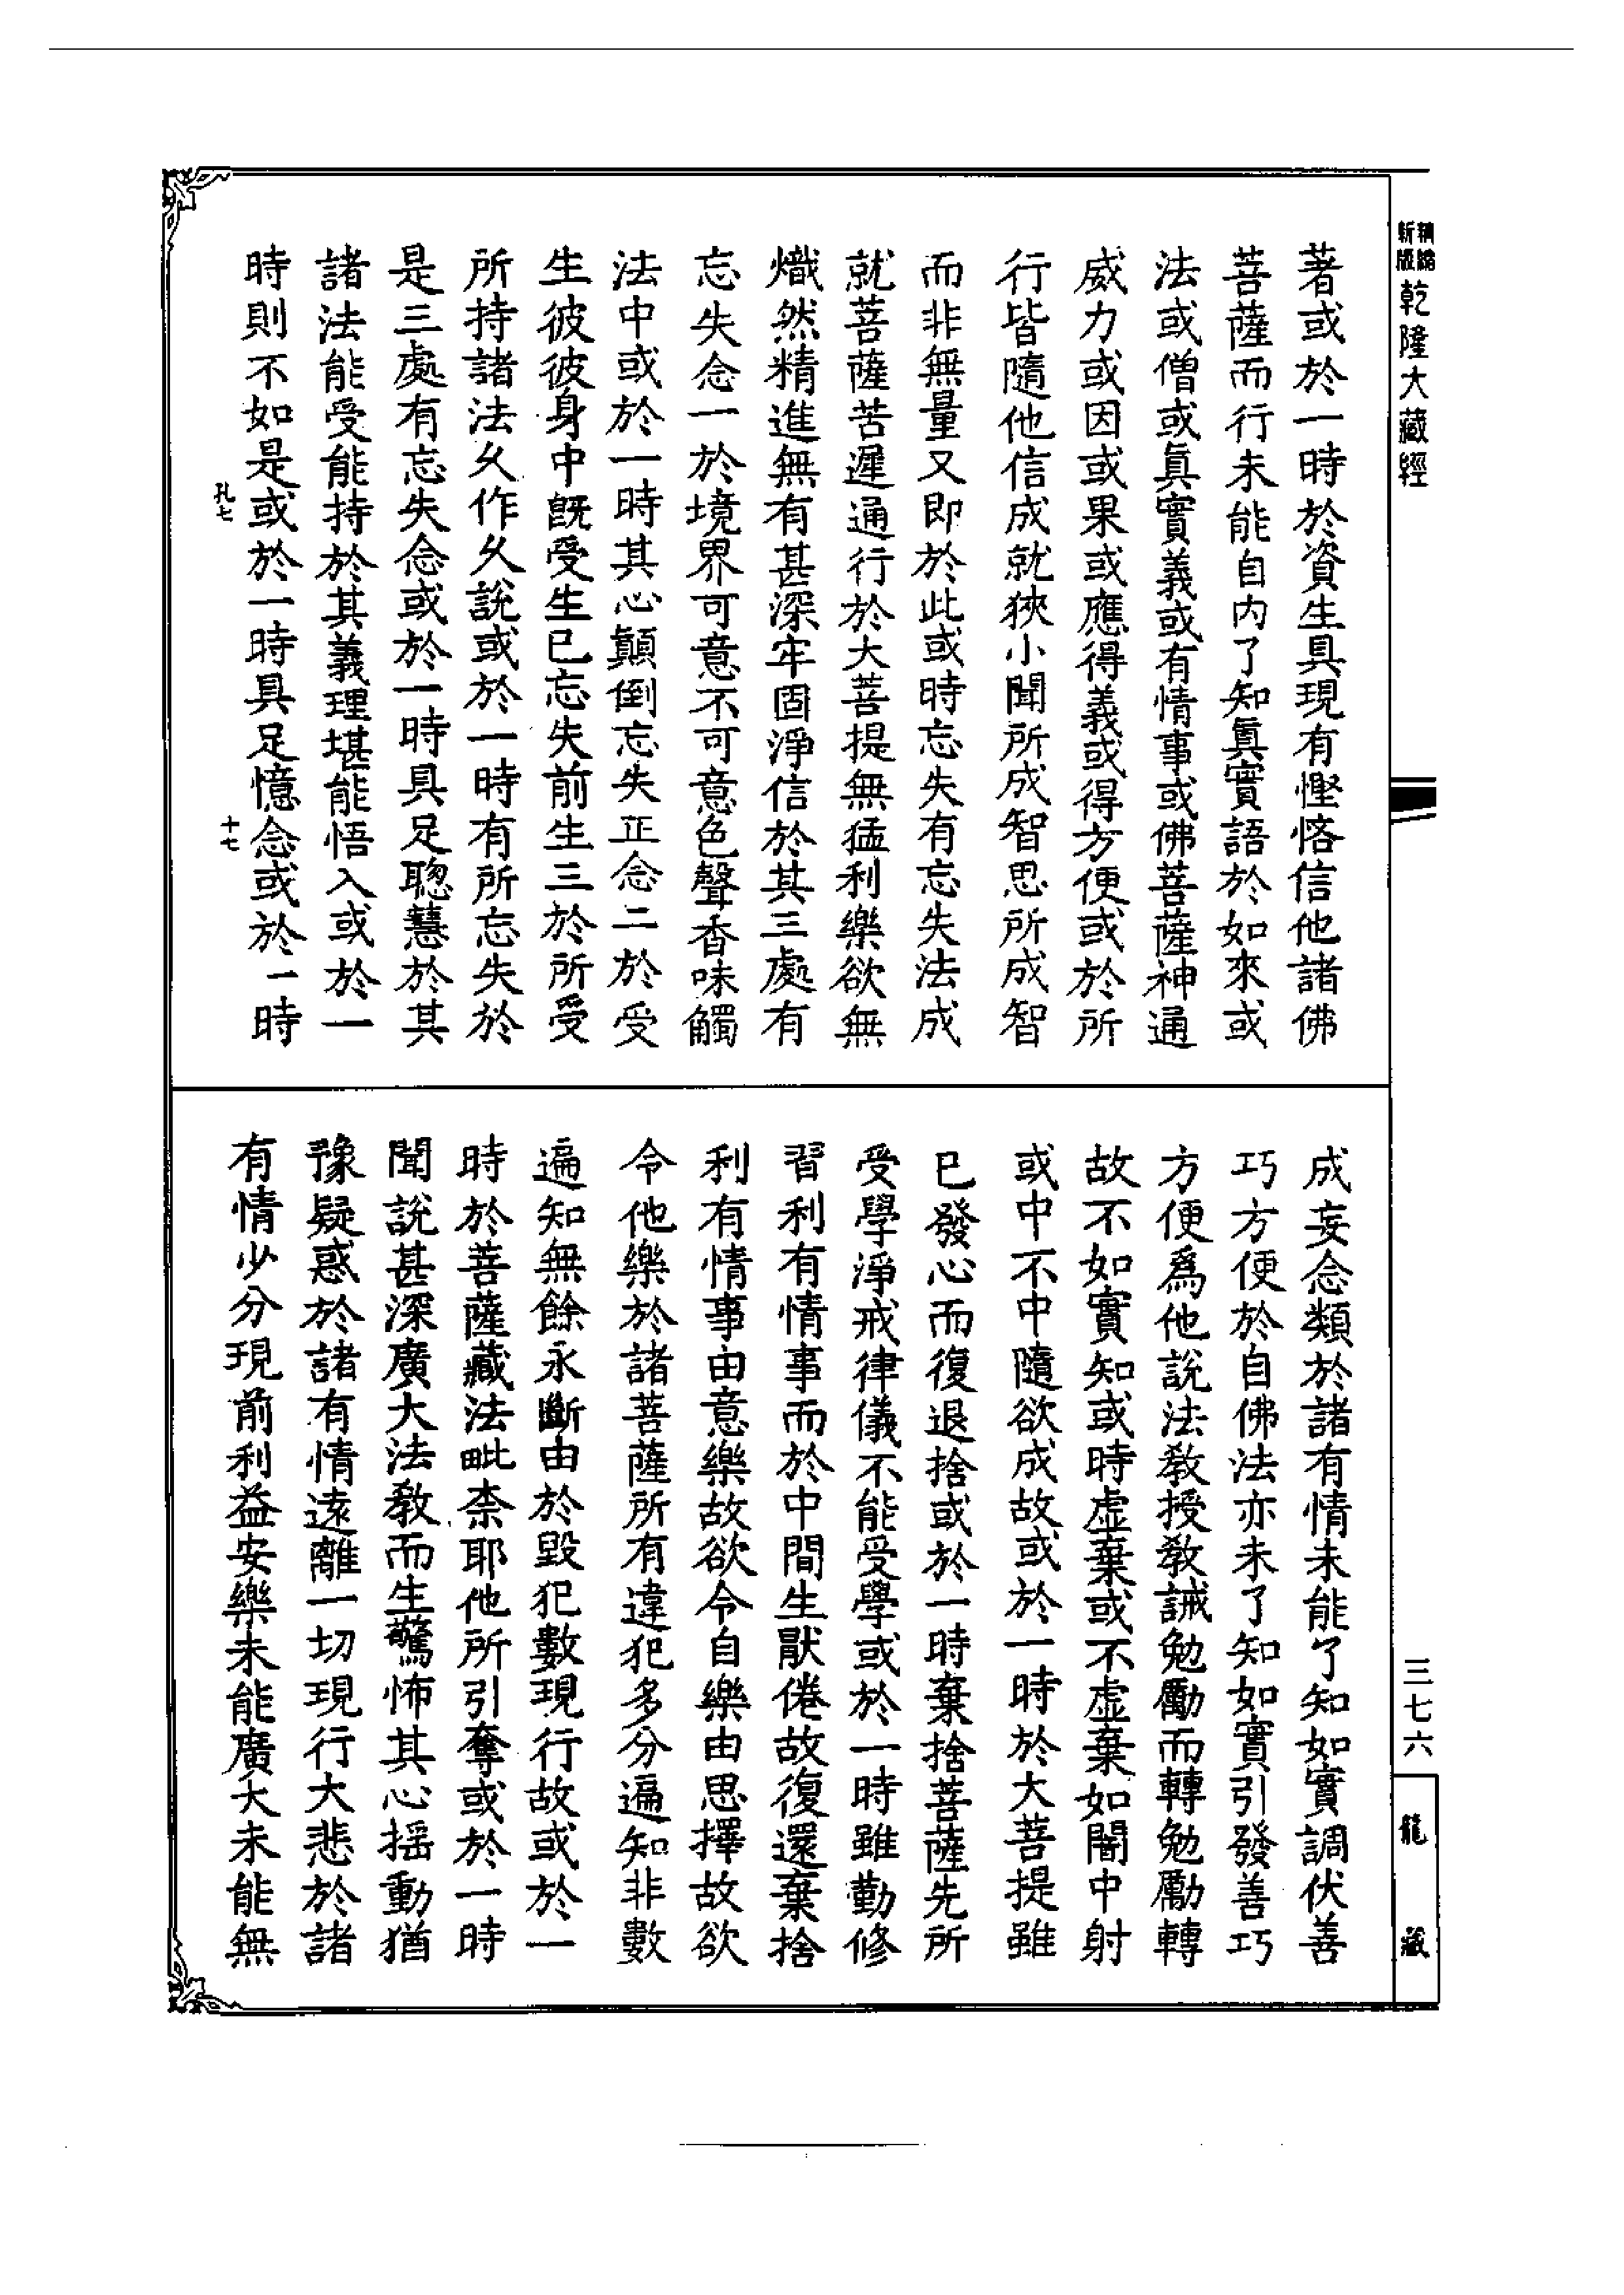 新版
精縮
乾隆大藏經
三七六
龍藏
著或於一時於資生具現有慳悋信他諸佛
菩薩而行未能自内了知眞實語於如來或
法或僧或眞實義或有情事或佛菩薩神通
威力或因或果或應得義或得方便或於所
行皆隨他信成就狹小聞所成智思所成智
而非無量又即於此或時忘失有忘失法成
就菩薩苦遲通行於大菩提無猛利樂欲無
熾然精進無有甚深牢固淨信於其三處有
忘失念一於境界可意不可意色聲香味觸
法中或於一時其心顚倒忘失正念二於受
生彼彼身中旣受生已忘失前生三於所受
所持諸法久作久說或於一時有所忘失於
是三處有忘失念或於一時具足聰慧於其
諸法能受能持於其義理堪能悟入或於一
時則不如是或於一時具足憶念或於一時
孔七
十七
成妄念類於諸有情未能了知如實調伏善
巧方便於自佛法亦未了知如實引發善巧
方便爲他說法教授教誡勉勵而轉勉勵轉
故不如實知或時虛棄或不虛棄如闇中射
或中不中隨欲成故或於一時於大菩提雖
已發心而復退捨或於一時棄捨菩薩先所
受學淨戒律儀不能受學或於一時雖勤修
習利有情事而於中間生厭倦故復還棄捨
利有情事由意樂故欲令自樂由思擇故欲
令他樂於諸菩薩所有違犯多分遍知非數
遍知無餘永斷由於毀犯數現行故或於一
時於菩薩藏法毗柰耶他所引奪或於一時
聞說甚深廣大法教而生驚怖其心揺動猶
豫疑惑於諸有情遠離一切現行大悲於諸
有情少分現前利益安樂未能廣大未能無